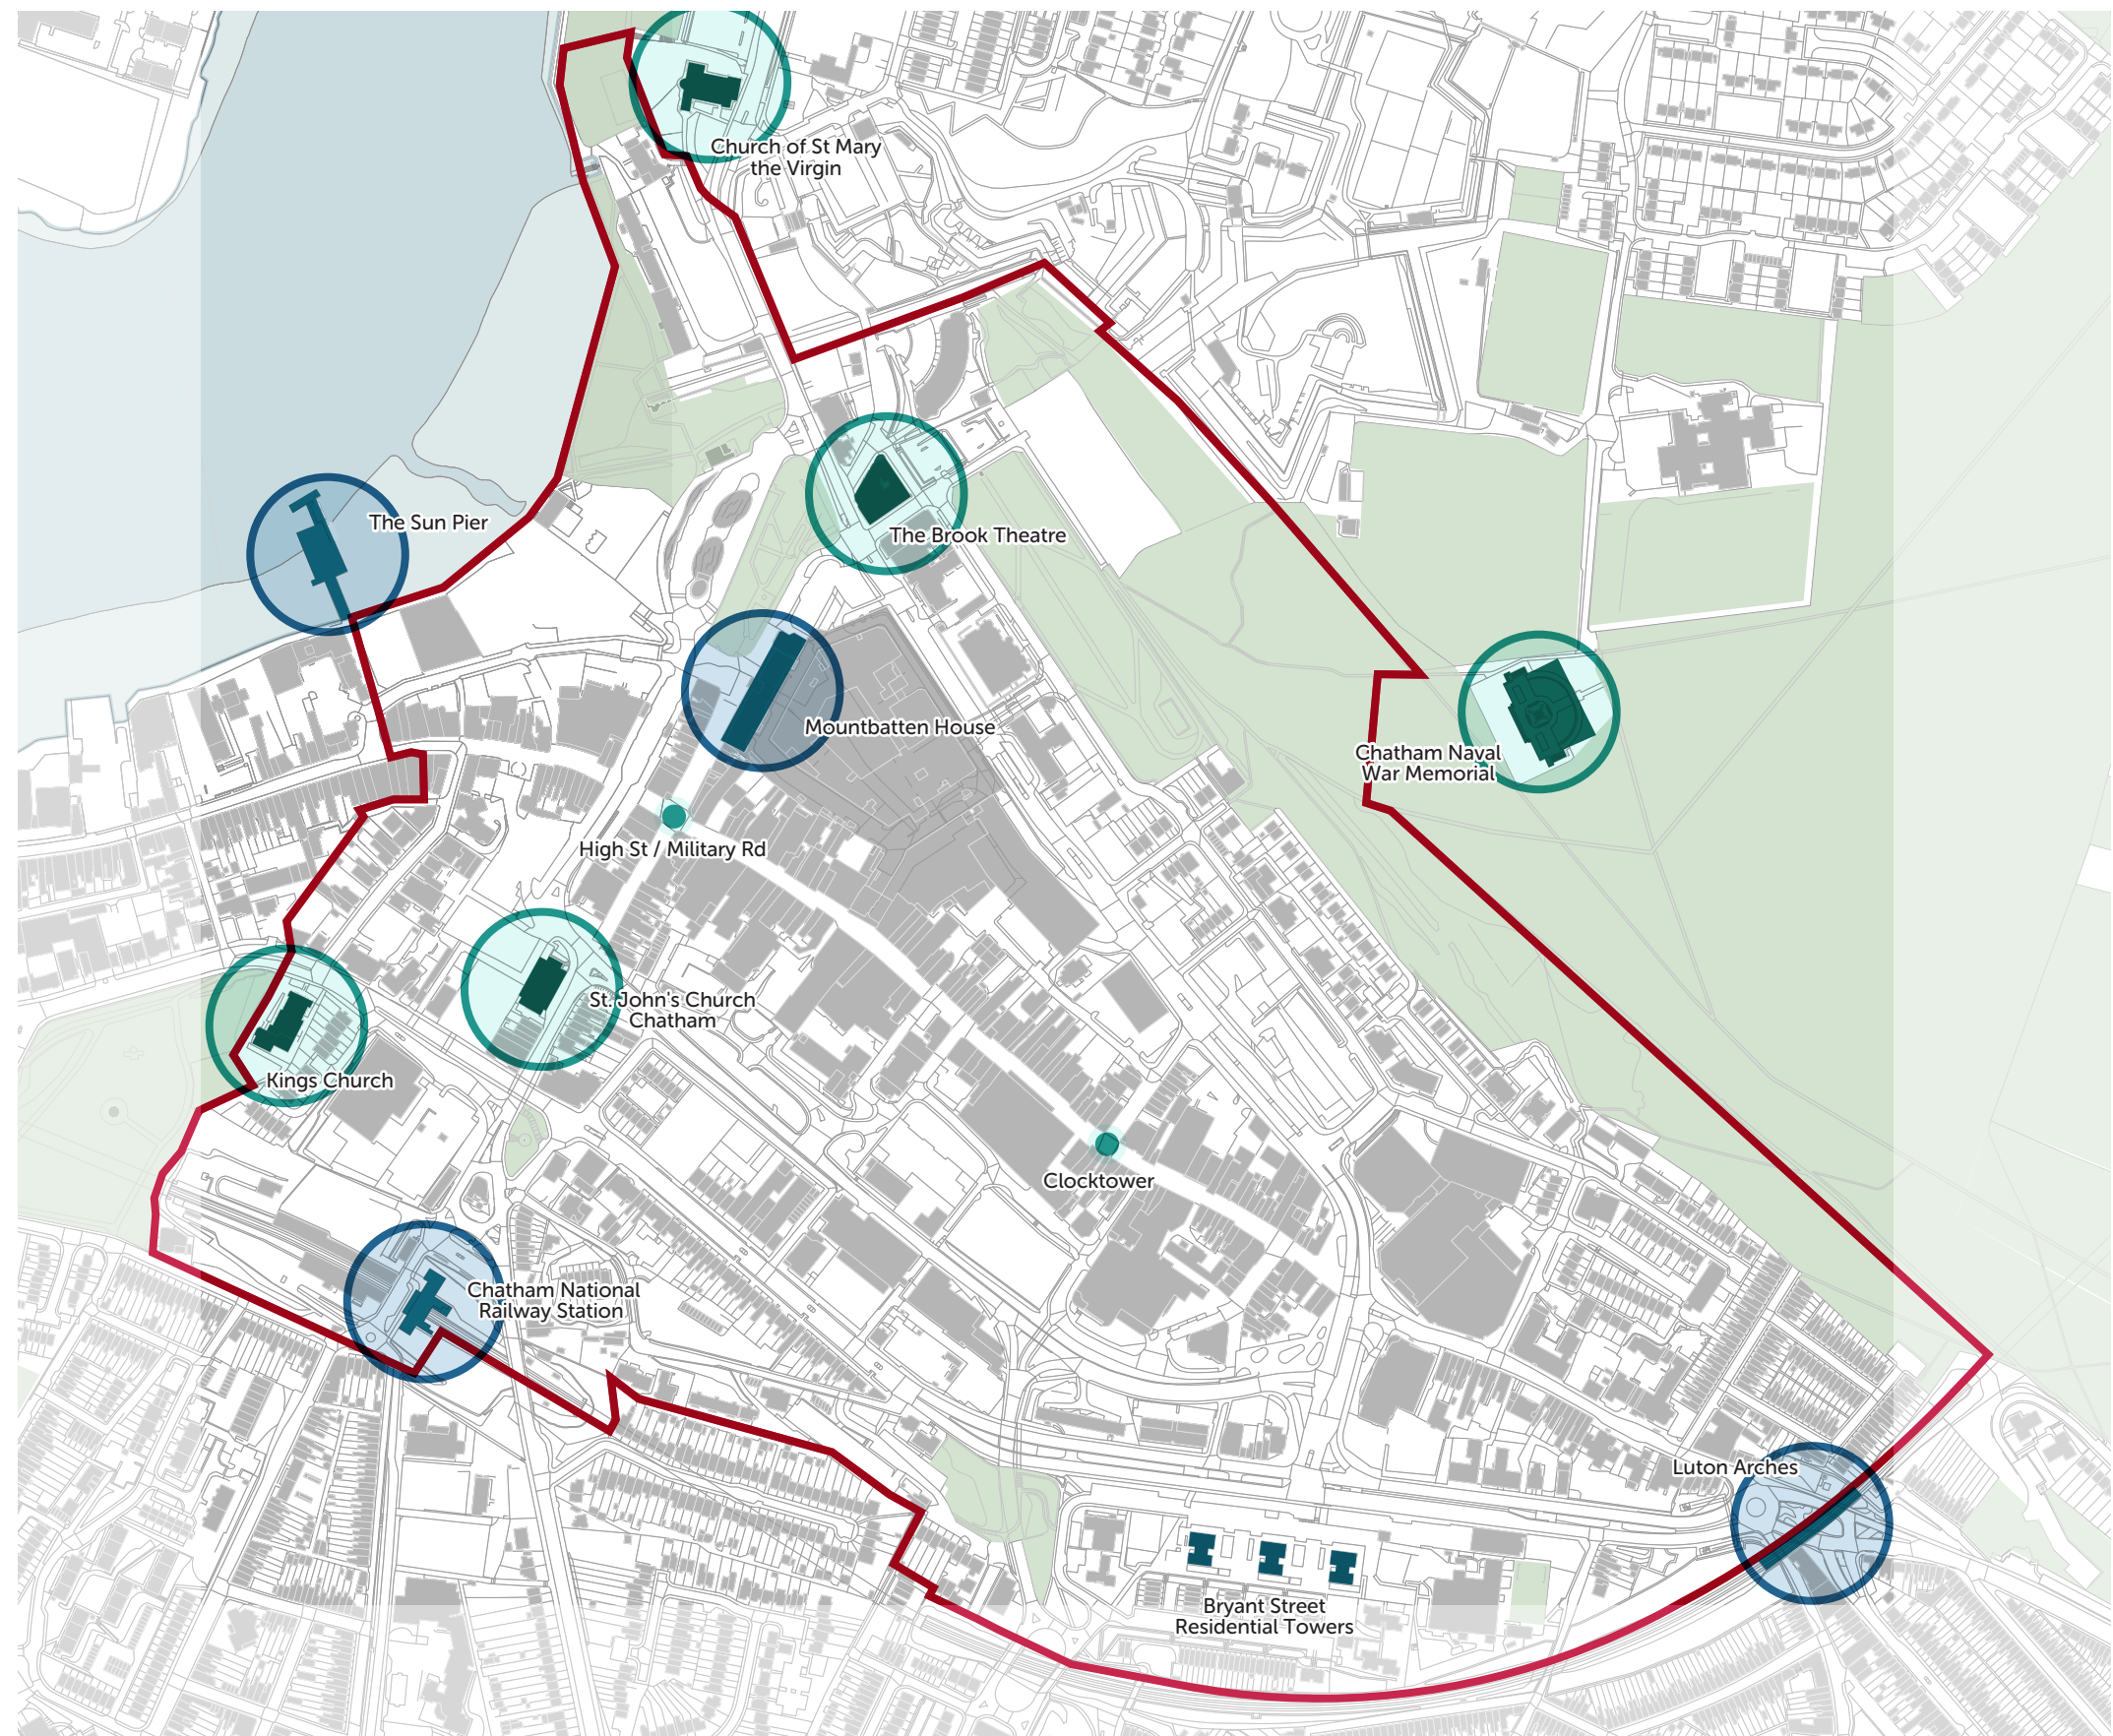 Church of St Mary
the Virgin
The Sun Pier
The Brook Theatre
Mountbatten House
Chatham Naval
War Memorial
High St / Military Rd
St. John's Church
Chatham
Kings Church
Clocktower
Chatham National
Railway Station
Luton Arches
Bryant Street
Residential Towers